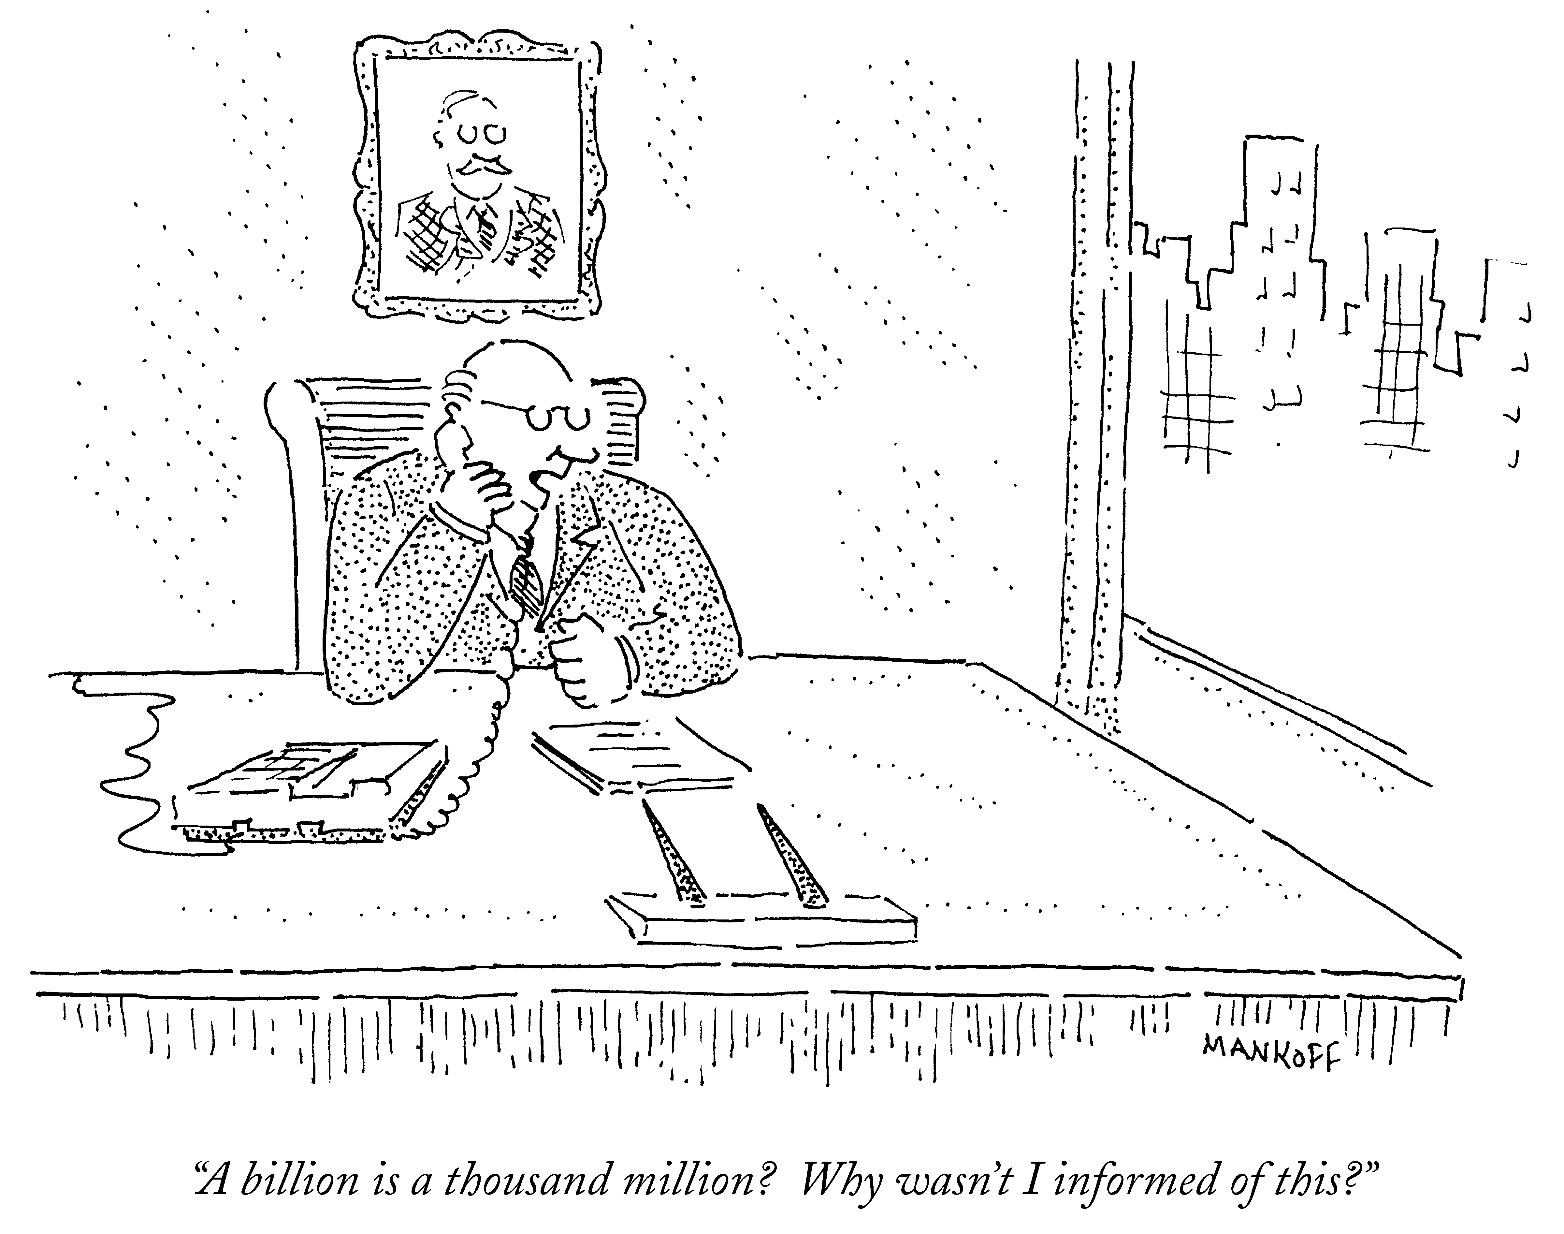 MANKOFF
“A billion is a thousand million?  Why wasn’t I informed of this?”